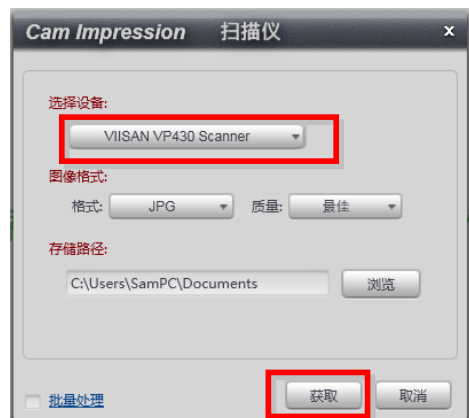 Cam Impression 扫描仪 x
选择设备:
VIISAN VP430 Scanner
图像格式:
格式: JPG 质量: 最佳
存储路径:
C:\Users\SamPC\Documents 浏览
批量处理 获取 取消